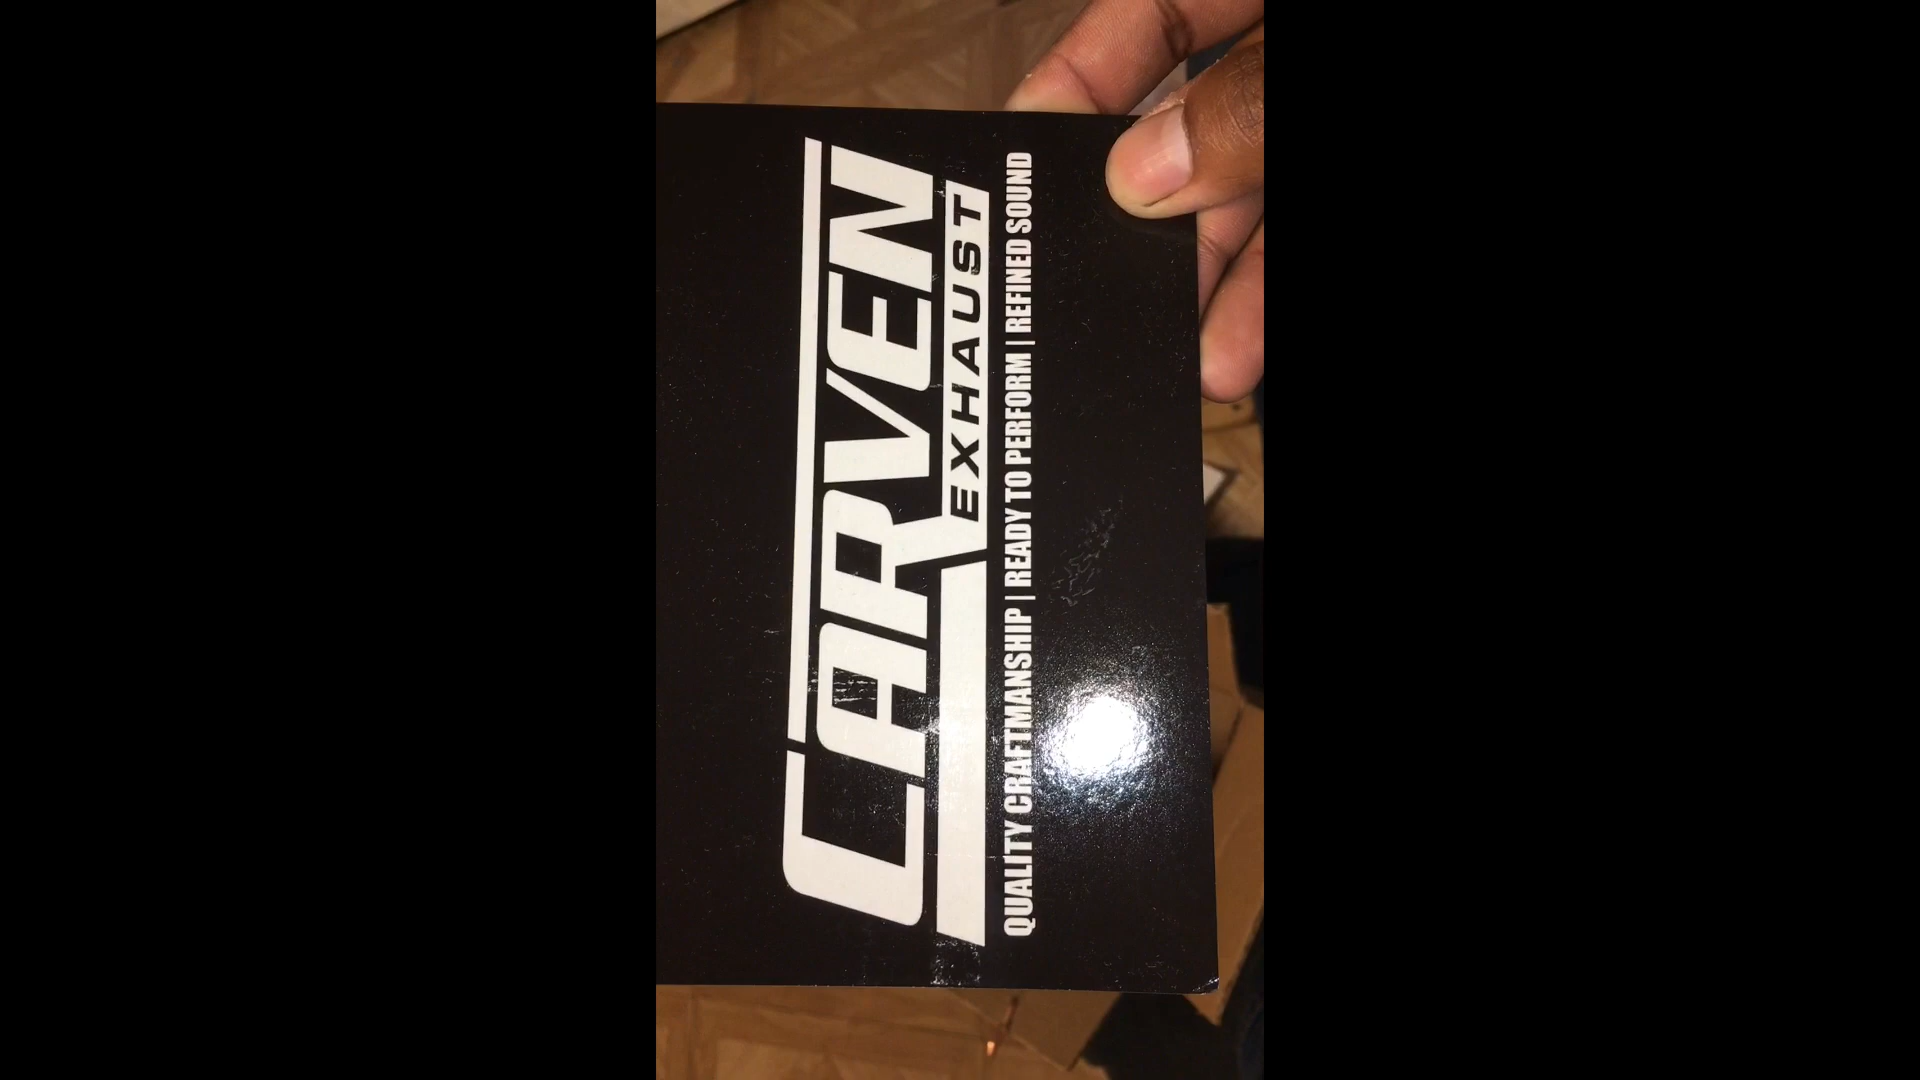 CARVEN
EXHAUST
QUALITY CRAFTMANSHIP | READY TO PERFORM | REFINED SOUND